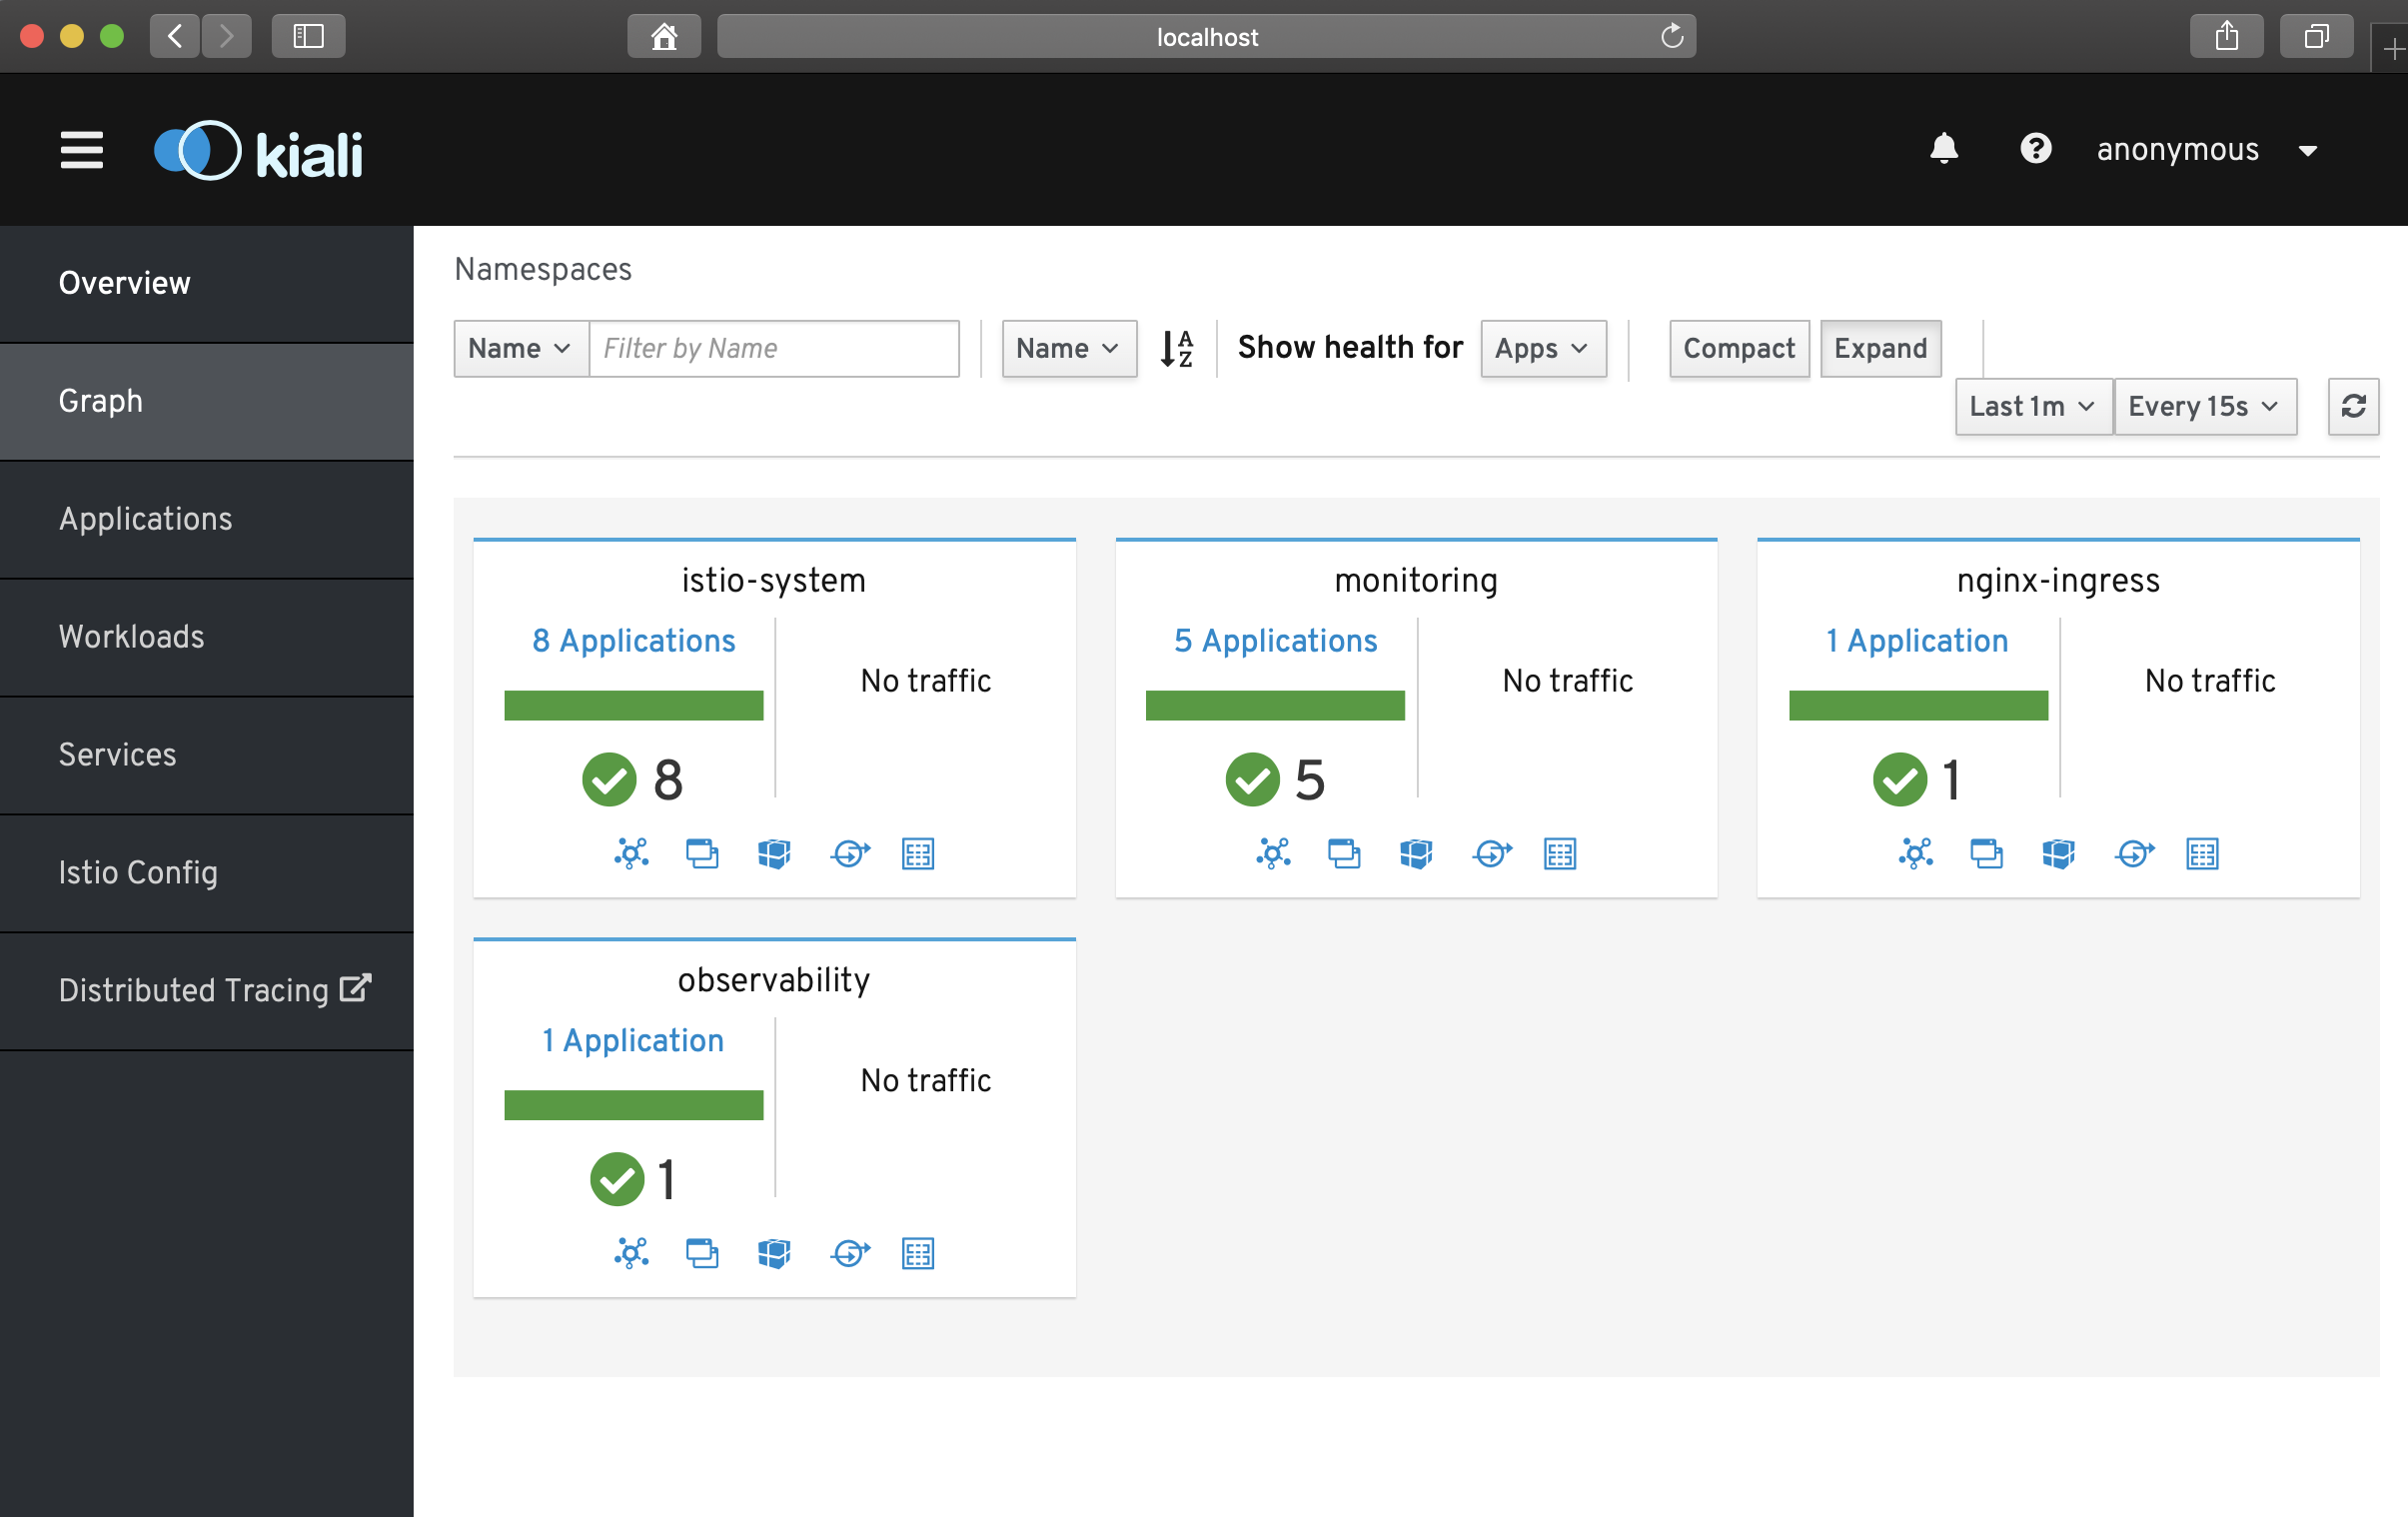 localhost
kiali
anonymous
Overview
Graph
Applications
Workloads
Services
Istio Config
Distributed Tracing
Namespaces
Name Filter by Name Name A Z Show health for Apps Compact Expand
Last 1m Every 15s
istio-system
8 Applications
No traffic
8
monitoring
5 Applications
No traffic
5
nginx-ingress
1 Application
No traffic
1
observability
1 Application
No traffic
1